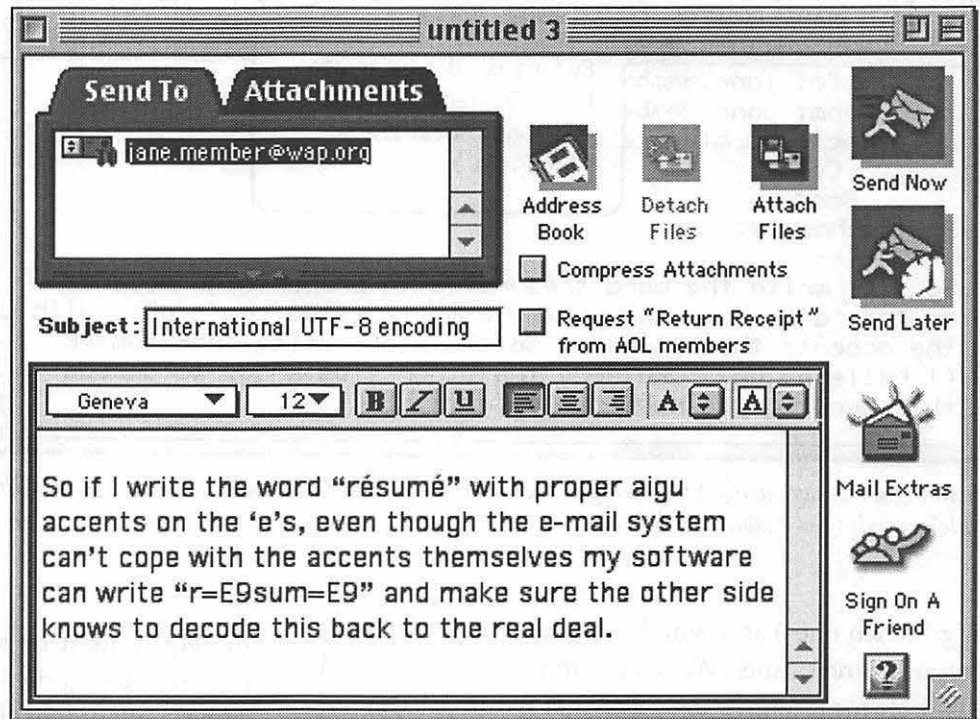 untitled 3
Send To
Attachments
jane.member@wap.org
Address
Book
Detach
Files
Attach
Files
Send Now
Compress Attachments
Subject: International UTF-8 encoding
Request "Return Receipt"
from AOL members
Send Later
Geneva
12
B I U
A A
So if I write the word “résumé” with proper aigu
accents on the ‘e’s, even though the e-mail system
can't cope with the accents themselves my software
can write “r=E9sum=E9” and make sure the other side
knows to decode this back to the real deal.
Mail Extras
Sign On A
Friend
?